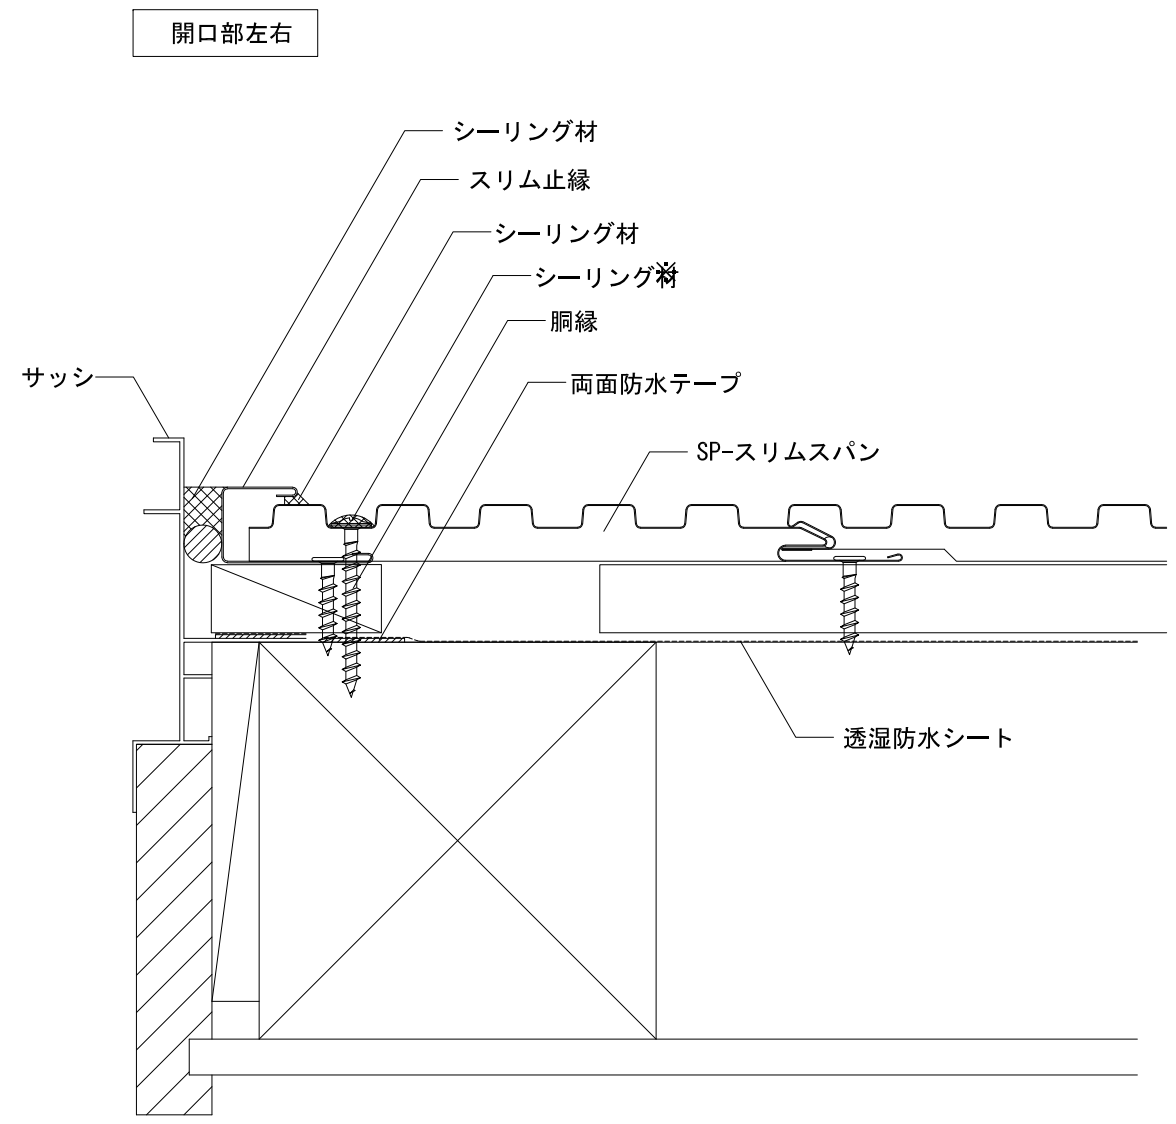 開口部左右
シーリング材
スリム止縁
シーリング材
シーリング材※
胴縁
サッシ
両面防水テープ
SP-スリムスパン
透湿防水シート